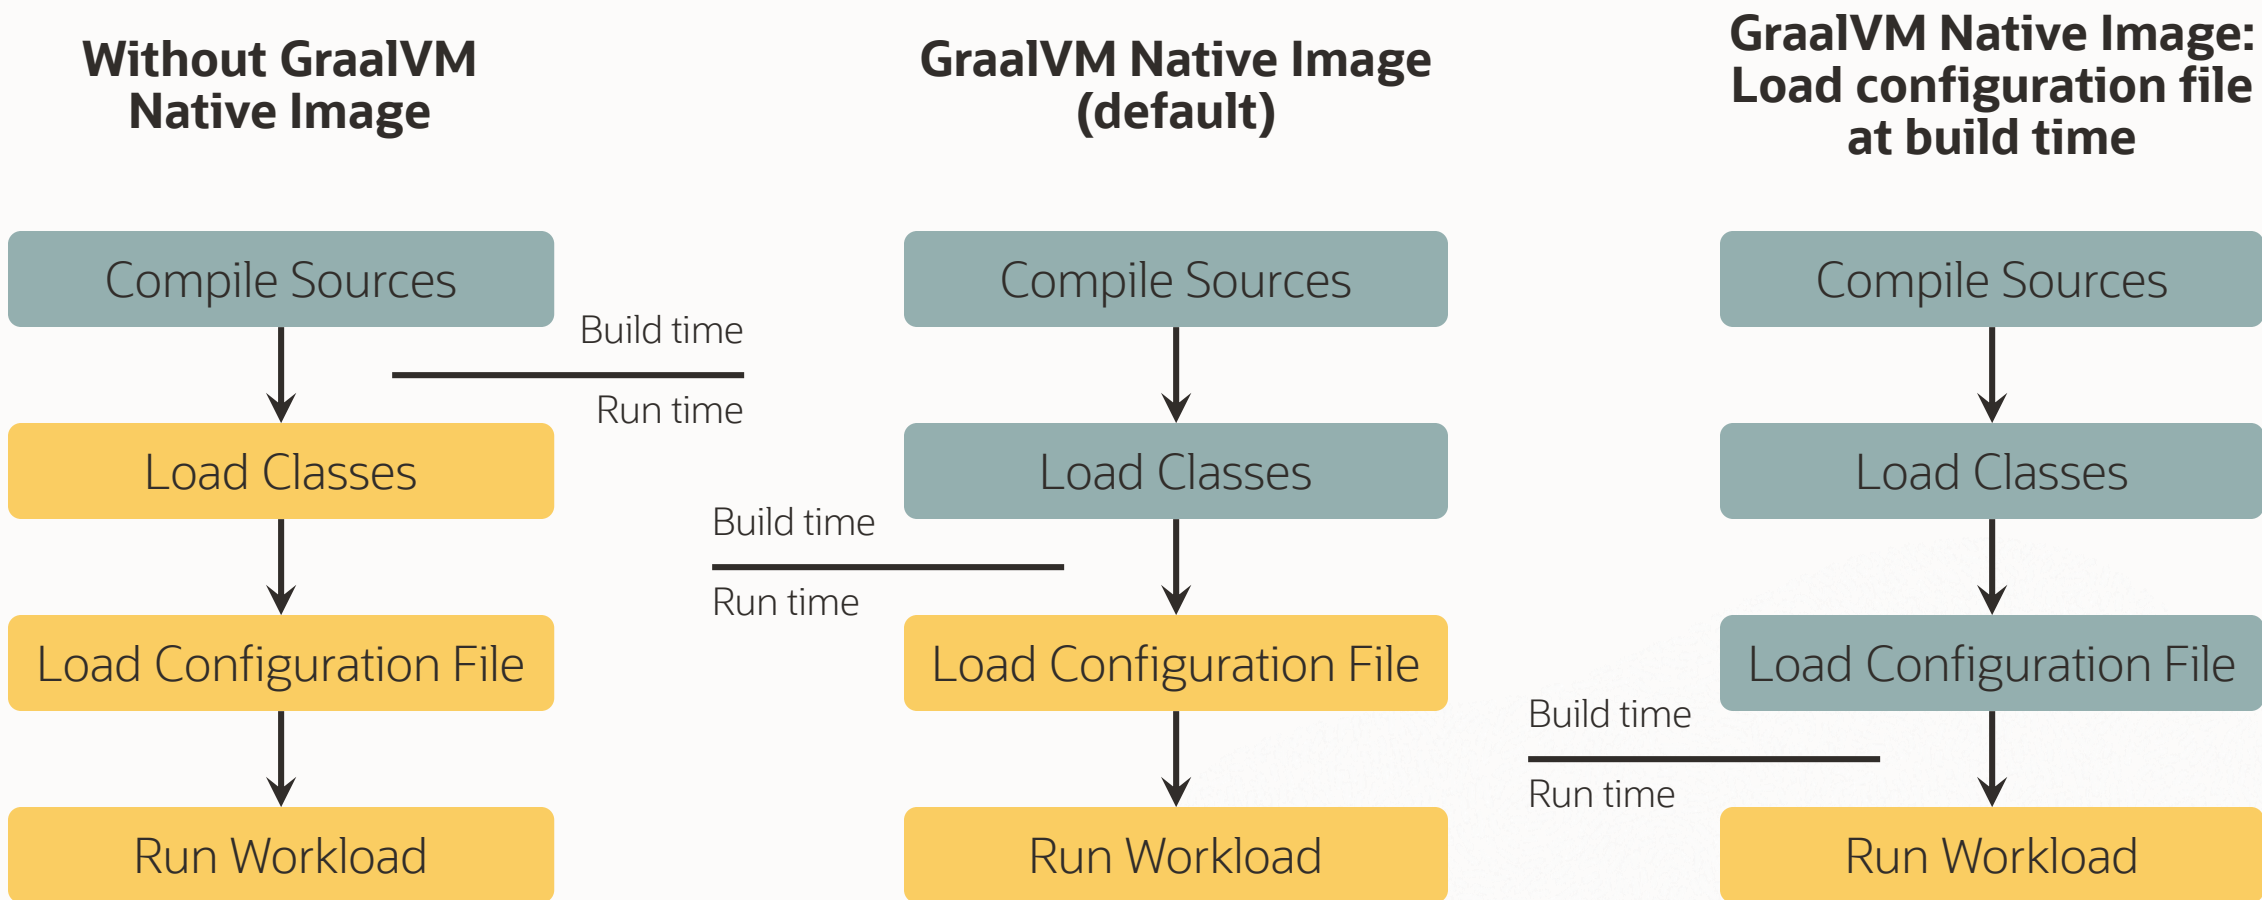 Without GraalVM
Native Image
Compile Sources
Build time
Run time
Load Classes
Load Configuration File
Run Workload
GraalVM Native Image
(default)
Compile Sources
Load Classes
Build time
Run time
Load Configuration File
Run Workload
GraalVM Native Image:
Load configuration file
at build time
Compile Sources
Load Classes
Load Configuration File
Build time
Run time
Run Workload